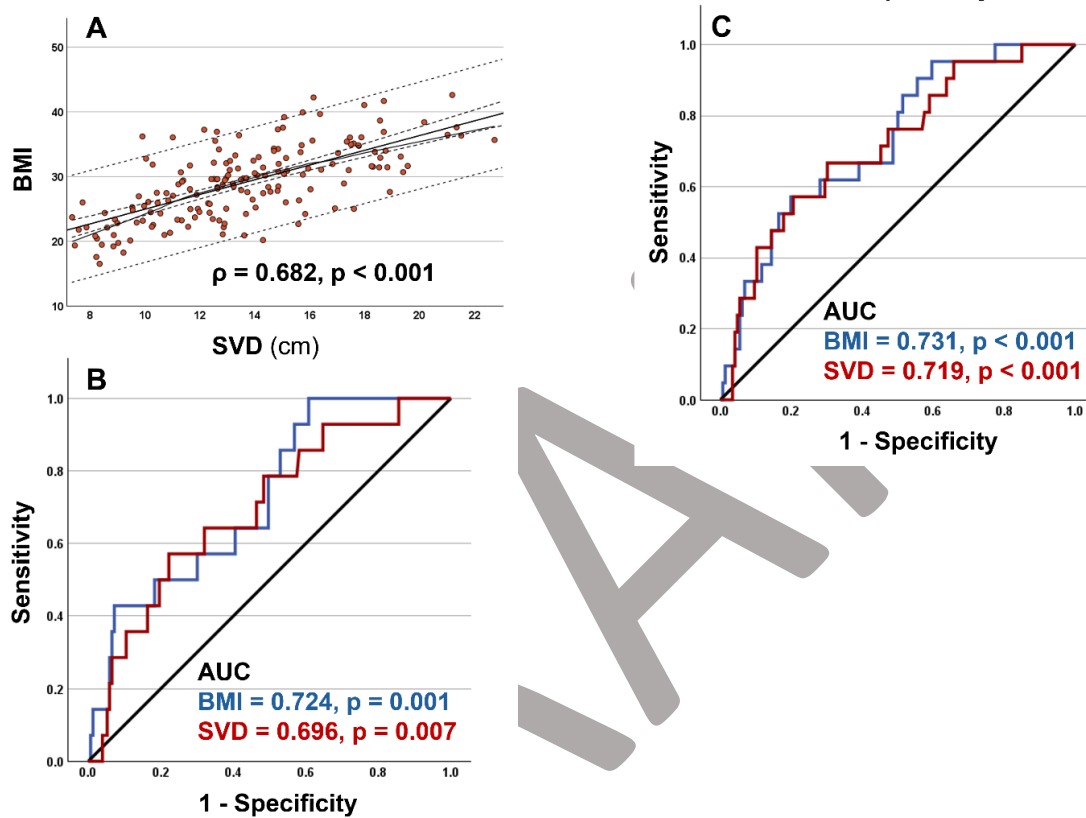 A
BMI
50
40
30
20
10
ρ = 0.682, p < 0.001
8 10 12 14 16 18 20 22
SVD (cm)
B
Sensitivity
1.0
0.8
0.6
0.4
0.2
0.0
AUC
BMI = 0.724, p = 0.001
SVD = 0.696, p = 0.007
0.0 0.2 0.4 0.6 0.8 1.0
1 - Specificity
C
Sensitivity
1.0
0.8
0.6
0.4
0.2
0.0
AUC
BMI = 0.731, p < 0.001
SVD = 0.719, p < 0.001
0.0 0.2 0.4 0.6 0.8 1.0
1 - Specificity